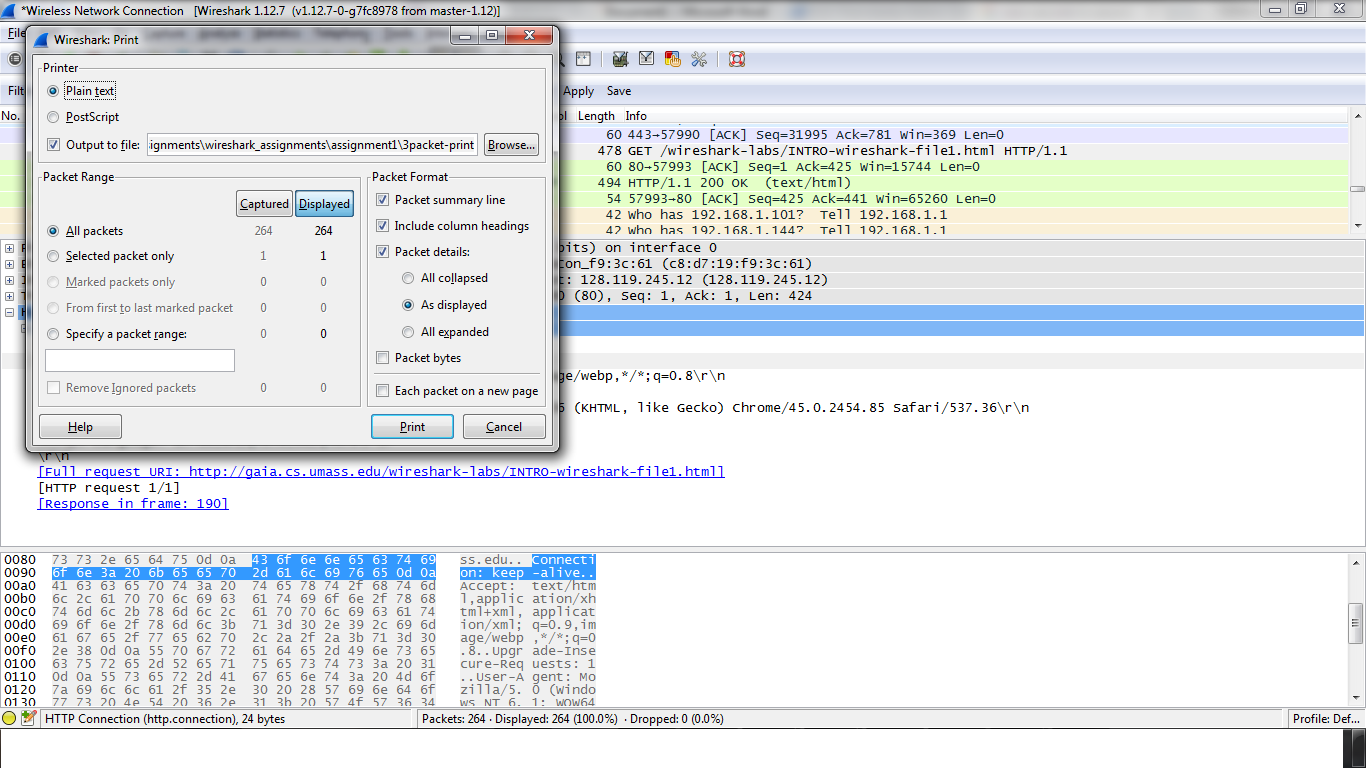 *Wireless Network Connection [Wireshark 1.12.7 (v1.12.7-0-g7fc8978 from master-1.12)]
Wireshark: Print
Printer
Plain text
PostScript
Output to file: ignments\wireshark_assignments\assignment1\3packet-print Browse...
Packet Range
Captured Displayed
All packets 264 264
Selected packet only 1 1
Marked packets only 0 0
From first to last marked packet 0 0
Specify a packet range: 0 0
Remove Ignored packets 0 0
Packet Format
Packet summary line
Include column headings
Packet details:
All collapsed
As displayed
All expanded
Packet bytes
Each packet on a new page
Help Print Cancel
Apply Save
No. Length Info
60 443→57990 [ACK] Seq=31995 Ack=781 Win=369 Len=0
478 GET /wireshark-labs/INTRO-wireshark-file1.html HTTP/1.1
60 80→57993 [ACK] Seq=1 Ack=425 Win=15744 Len=0
494 HTTP/1.1 200 OK (text/html)
54 57993→80 [ACK] Seq=425 Ack=441 Win=65260 Len=0
42 Who has 192.168.1.101? Tell 192.168.1.1
42 Who has 192.168.1.144? Tell 192.168.1.1
on interface 0
(c8:d7:19:f9:3c:61)
128.119.245.12 (128.119.245.12)
(80), Seq: 1, Ack: 1, Len: 424
/webp,*/*;q=0.8\r\n
(KHTML, like Gecko) Chrome/45.0.2454.85 Safari/537.36\r\n
\r\n
[Full request URI: http://gaia.cs.umass.edu/wireshark-labs/INTRO-wireshark-file1.html]
[HTTP request 1/1]
[Response in frame: 190]
0080 73 73 2e 65 64 75 0d 0a 43 6f 6e 6e 65 63 74 69 ss.edu.. Connecti
0090 6f 6e 3a 20 6b 65 65 70 2d 61 6c 69 76 65 0d 0a on: keep -alive..
00a0 41 63 63 65 70 74 3a 20 74 65 78 74 2f 68 74 6d Accept: text/htm
00b0 6c 2c 61 70 70 6c 69 63 61 74 69 6f 6e 2f 78 68 l,applic ation/xh
00c0 74 6d 6c 2b 78 6d 6c 2c 61 70 70 6c 69 63 61 74 tml+xml, applicat
00d0 69 6f 6e 2f 78 6d 6c 3b 71 3d 30 2e 39 2c 69 6d ion/xml; q=0.9,im
00e0 61 67 65 2f 77 65 62 70 2c 2a 2f 2a 3b 71 3d 30 age/webp ,*/*;q=0
00f0 2e 38 0d 0a 55 70 67 72 61 64 65 2d 49 6e 73 65 .8..Upgr ade-Inse
0100 63 75 72 65 2d 52 65 71 75 65 73 74 73 3a 20 31 cure-Req uests: 1
0110 0d 0a 55 73 65 72 2d 41 67 65 6e 74 3a 20 4d 6f ..User-A gent: Mo
0120 7a 69 6c 6c 61 2f 35 2e 30 20 28 57 69 6e 64 6f zilla/5. 0 (Windo
0130 77 73 20 4e 54 20 36 2e 31 3b 20 57 4f 57 36 34 ws NT 6. 1; WOW64
HTTP Connection (http.connection), 24 bytes Packets: 264 · Displayed: 264 (100.0%) · Dropped: 0 (0.0%) Profile: Def...